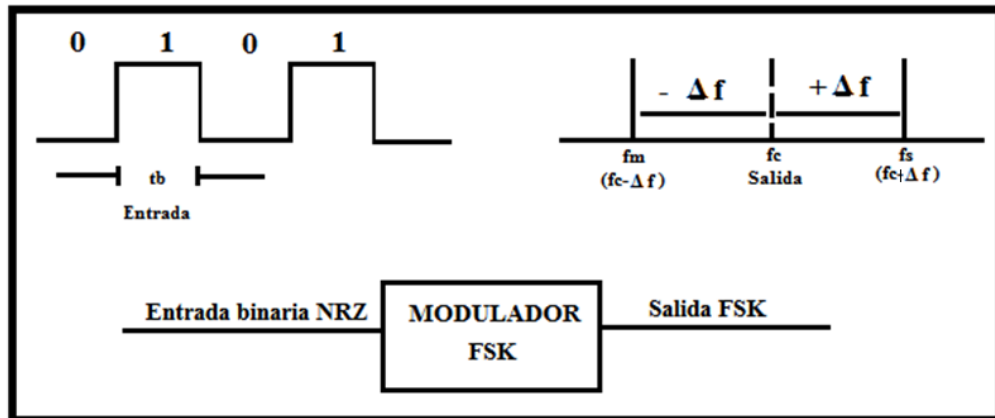 0 1 0 1
tb
Entrada
- Δf +Δf
fm fc fs
(fc-Δf) Salida (fc+Δf)
Entrada binaria NRZ
MODULADOR
FSK
Salida FSK